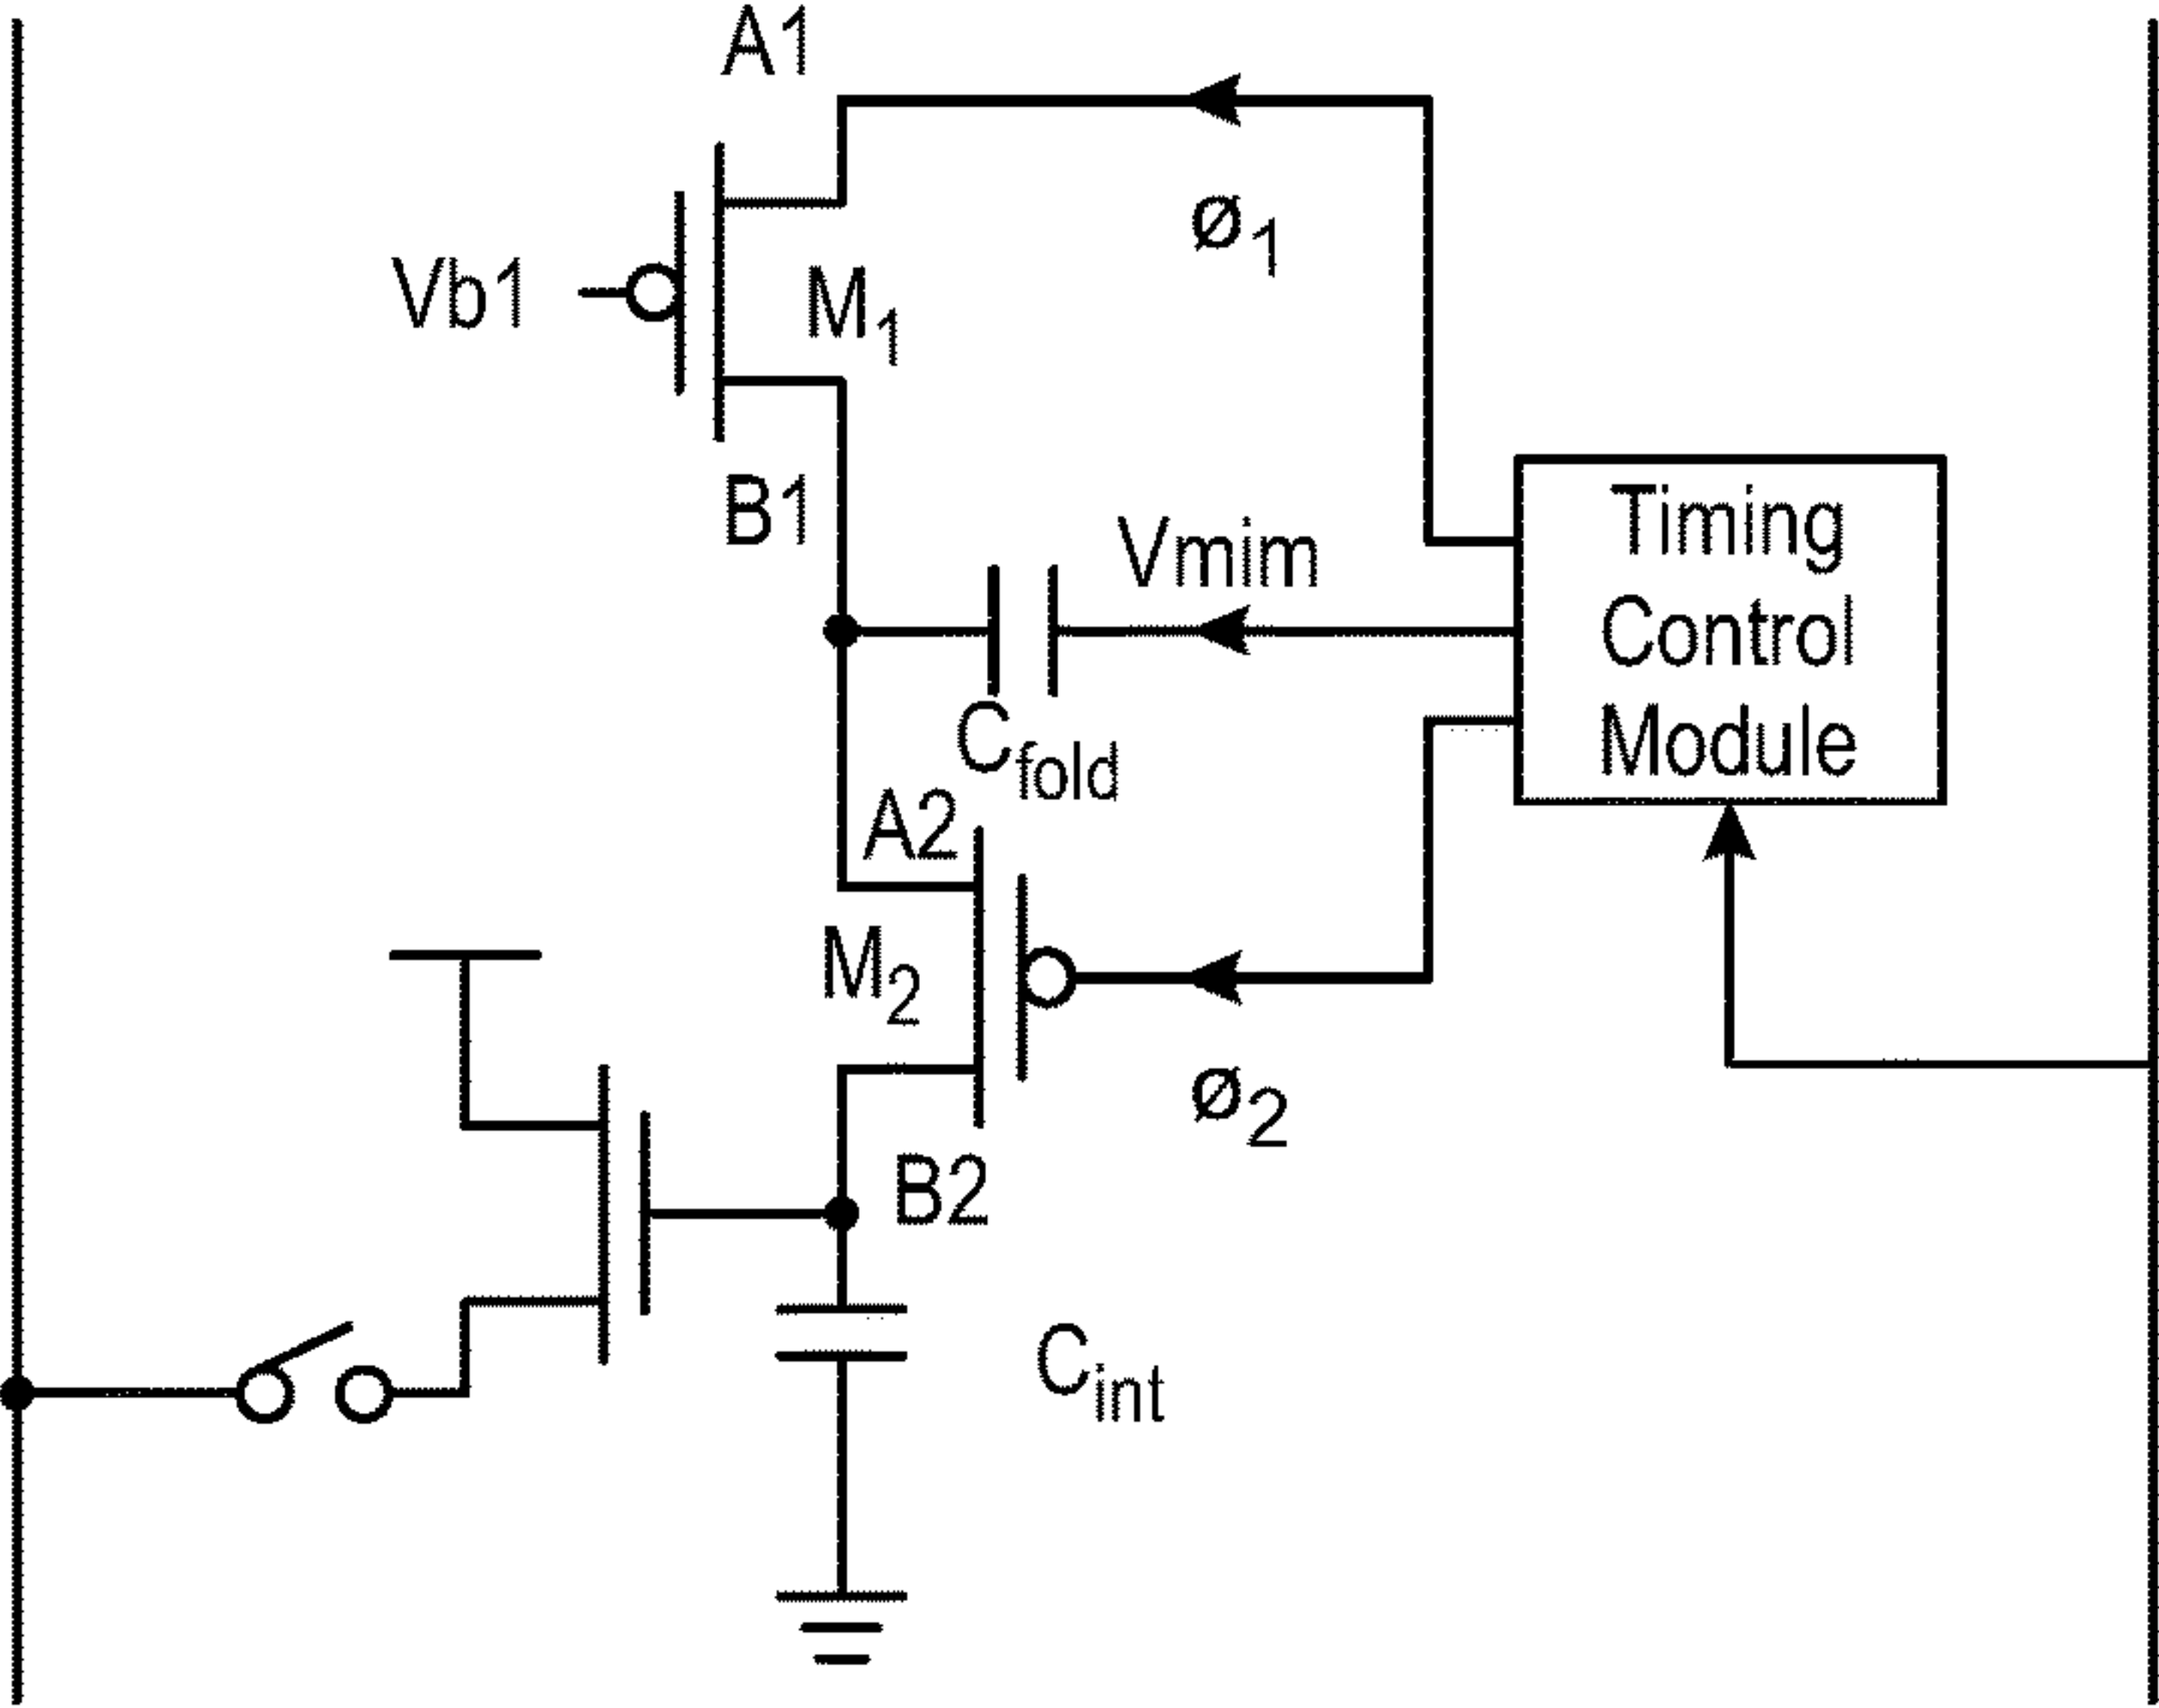 A1
ø1
Vb1
M1
B1
Vmim
Timing
Control
Module
Cfold
A2
M2
ø2
B2
Cint